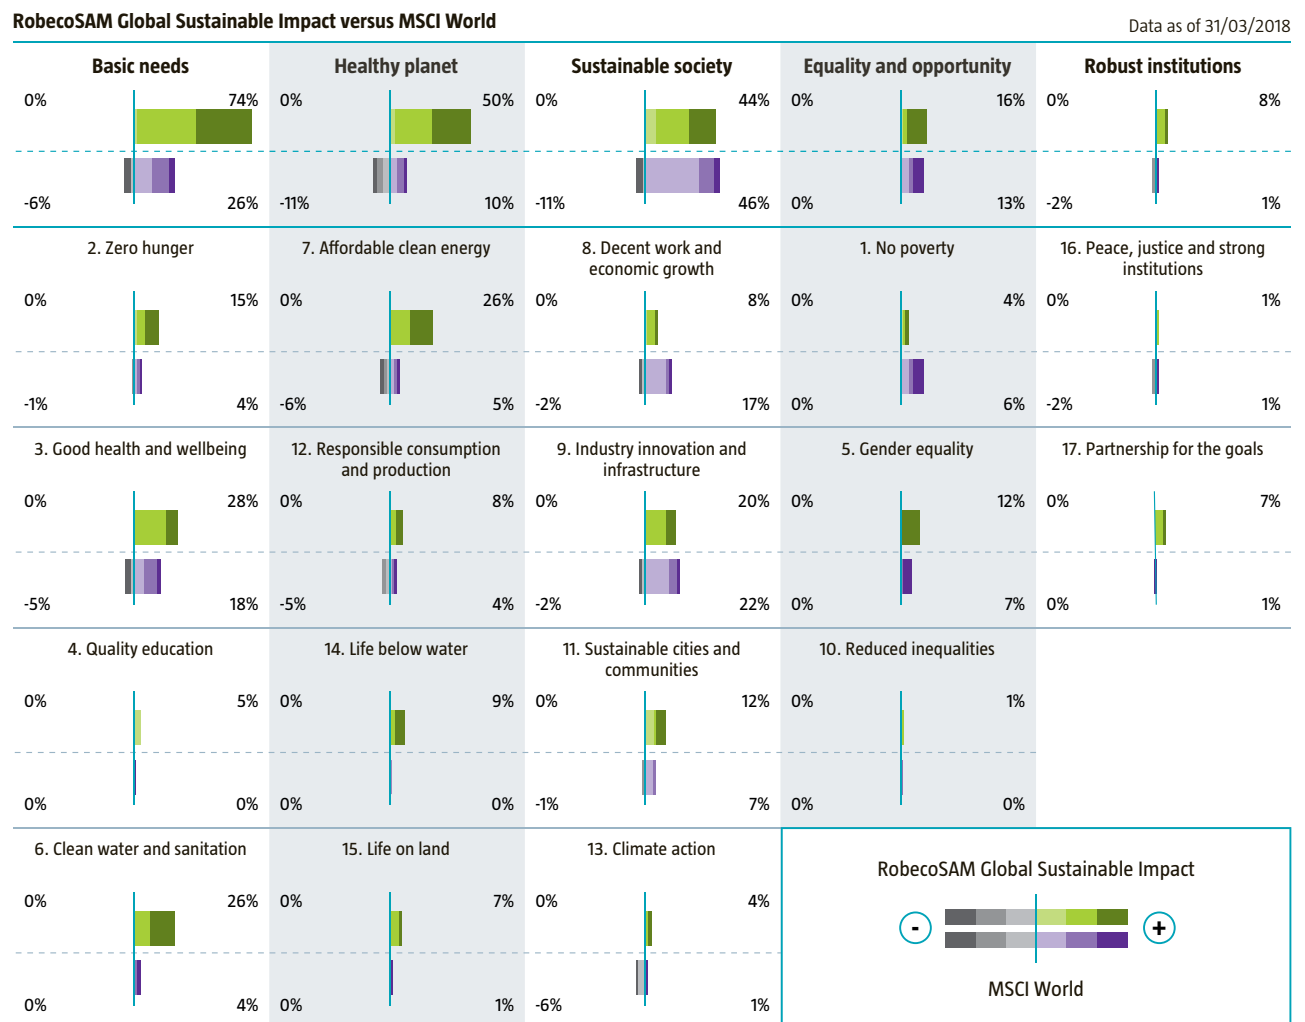 RobecoSAM Global Sustainable Impact versus MSCI World
Data as of 31/03/2018
Basic needs
Healthy planet
Sustainable society
Equality and opportunity
Robust institutions
0% 74% 0% 50% 0% 44% 0% 16% 0% 8%
-6% 26% -11% 10% -11% 46% 0% 13% -2% 1%
2. Zero hunger
7. Affordable clean energy
8. Decent work and
economic growth
1. No poverty
16. Peace, justice and strong
institutions
0% 15% 0% 26% 0% 8% 0% 4% 0% 1%
-1% 4% -6% 5% -2% 17% 0% 6% -2% 1%
3. Good health and wellbeing
12. Responsible consumption
and production
9. Industry innovation and
infrastructure
5. Gender equality
17. Partnership for the goals
0% 28% 0% 8% 0% 20% 0% 12% 0% 7%
-5% 18% -5% 4% -2% 22% 0% 7% 0% 1%
4. Quality education
14. Life below water
11. Sustainable cities and
communities
10. Reduced inequalities
0% 5% 0% 9% 0% 12% 0% 1%
0% 0% 0% 0% -1% 7% 0% 0%
6. Clean water and sanitation
15. Life on land
13. Climate action
0% 26% 0% 7% 0% 4%
0% 4% 0% 1% -6% 1%
RobecoSAM Global Sustainable Impact
- +
MSCI World